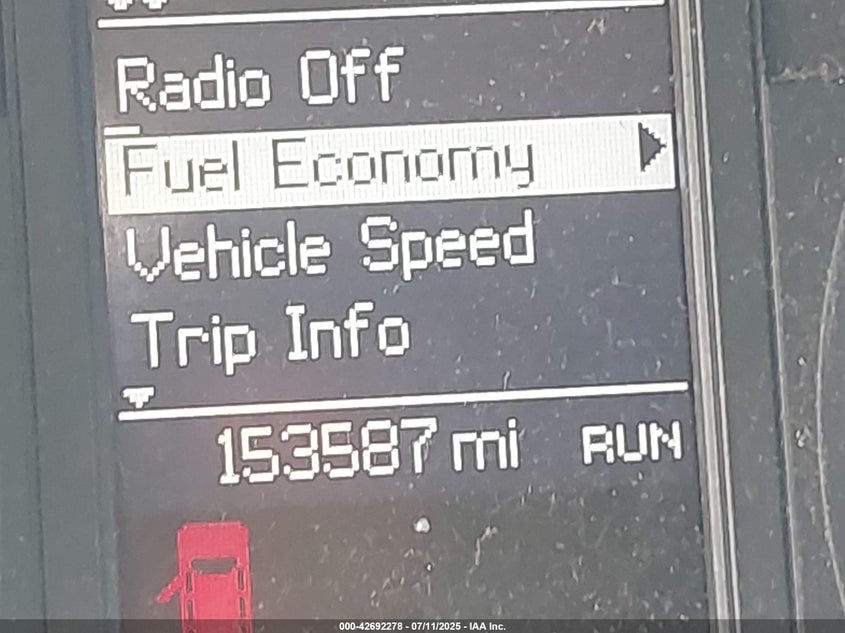 Radio Off
Fuel Economy
Vehicle Speed
Trip Info
153587 mi RUN
000-42692278 - 07/11/2025 - IAA Inc.